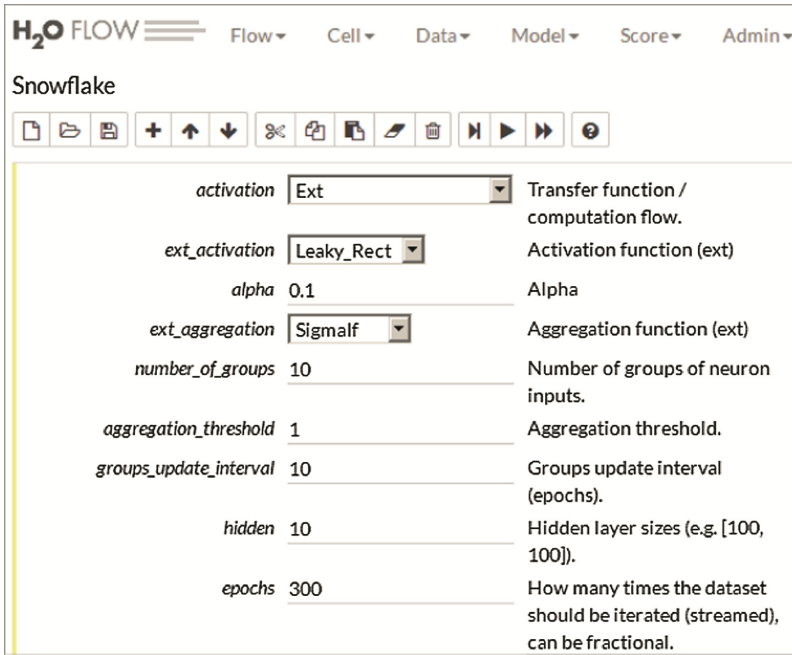 H2O FLOW Flow Cell Data Model Score Admin
Snowflake
activation Ext Transfer function /
computation flow.
ext_activation Leaky_Rect Activation function (ext)
alpha 0.1 Alpha
ext_aggregation SigmaIf Aggregation function (ext)
number_of_groups 10 Number of groups of neuron
inputs.
aggregation_threshold 1 Aggregation threshold.
groups_update_interval 10 Groups update interval
(epochs).
hidden 10 Hidden layer sizes (e.g. [100,
100]).
epochs 300 How many times the dataset
should be iterated (streamed),
can be fractional.